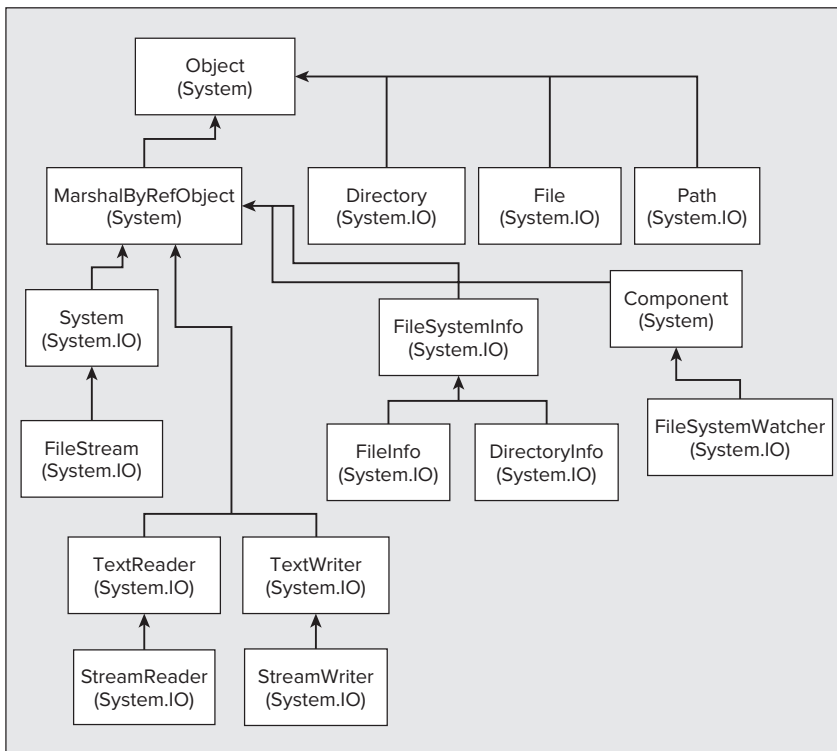 Object
(System)
MarshalByRefObject
(System)
Directory
(System.IO)
File
(System.IO)
Path
(System.IO)
System
(System.IO)
FileSystemInfo
(System.IO)
Component
(System)
FileStream
(System.IO)
FileInfo
(System.IO)
DirectoryInfo
(System.IO)
FileSystemWatcher
(System.IO)
TextReader
(System.IO)
TextWriter
(System.IO)
StreamReader
(System.IO)
StreamWriter
(System.IO)